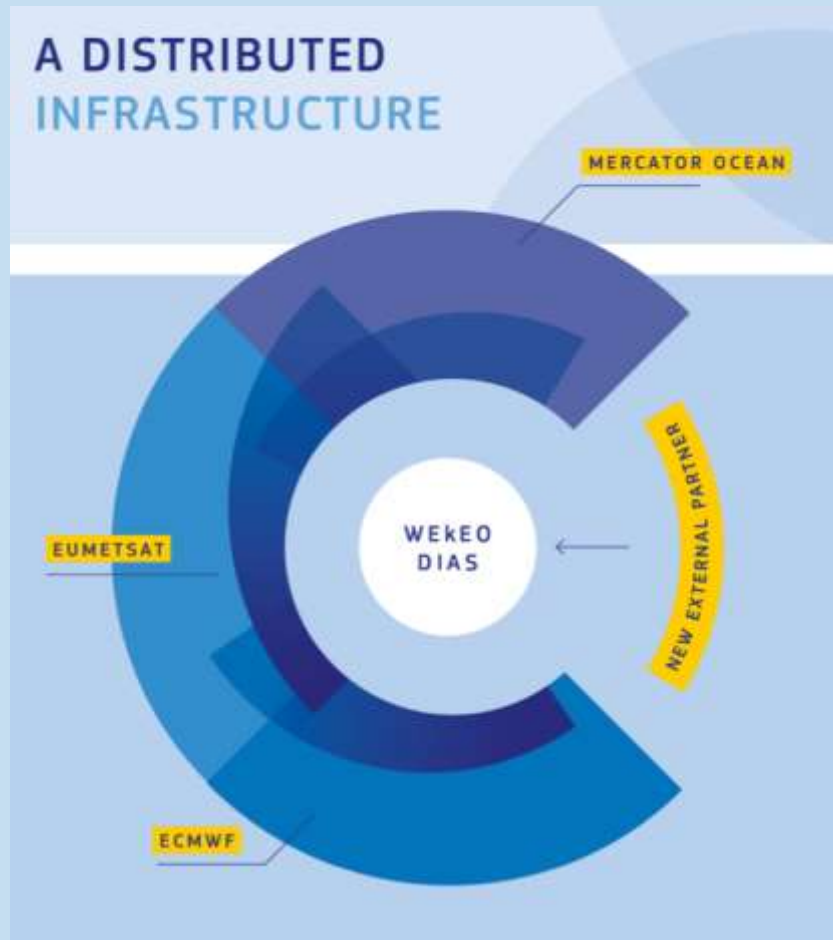 A DISTRIBUTED
INFRASTRUCTURE
MERCATOR OCEAN
NEW EXTERNAL PARTNER
WEkEO
DIAS
EUMETSAT
ECMWF